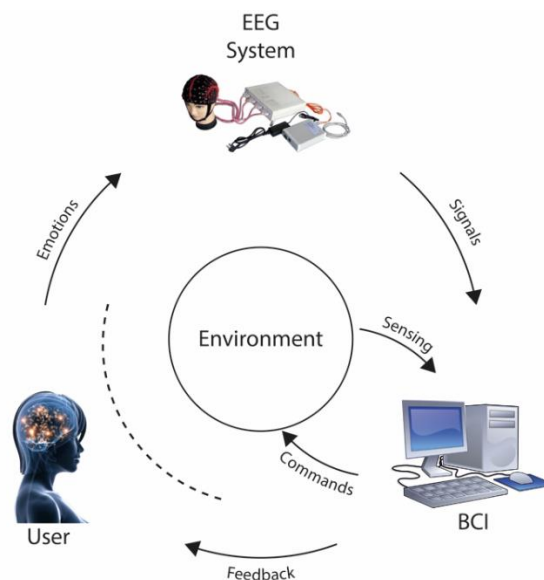 EEG
System
Emotions
Signals
Environment
Sensing
Commands
User
BCI
Feedback